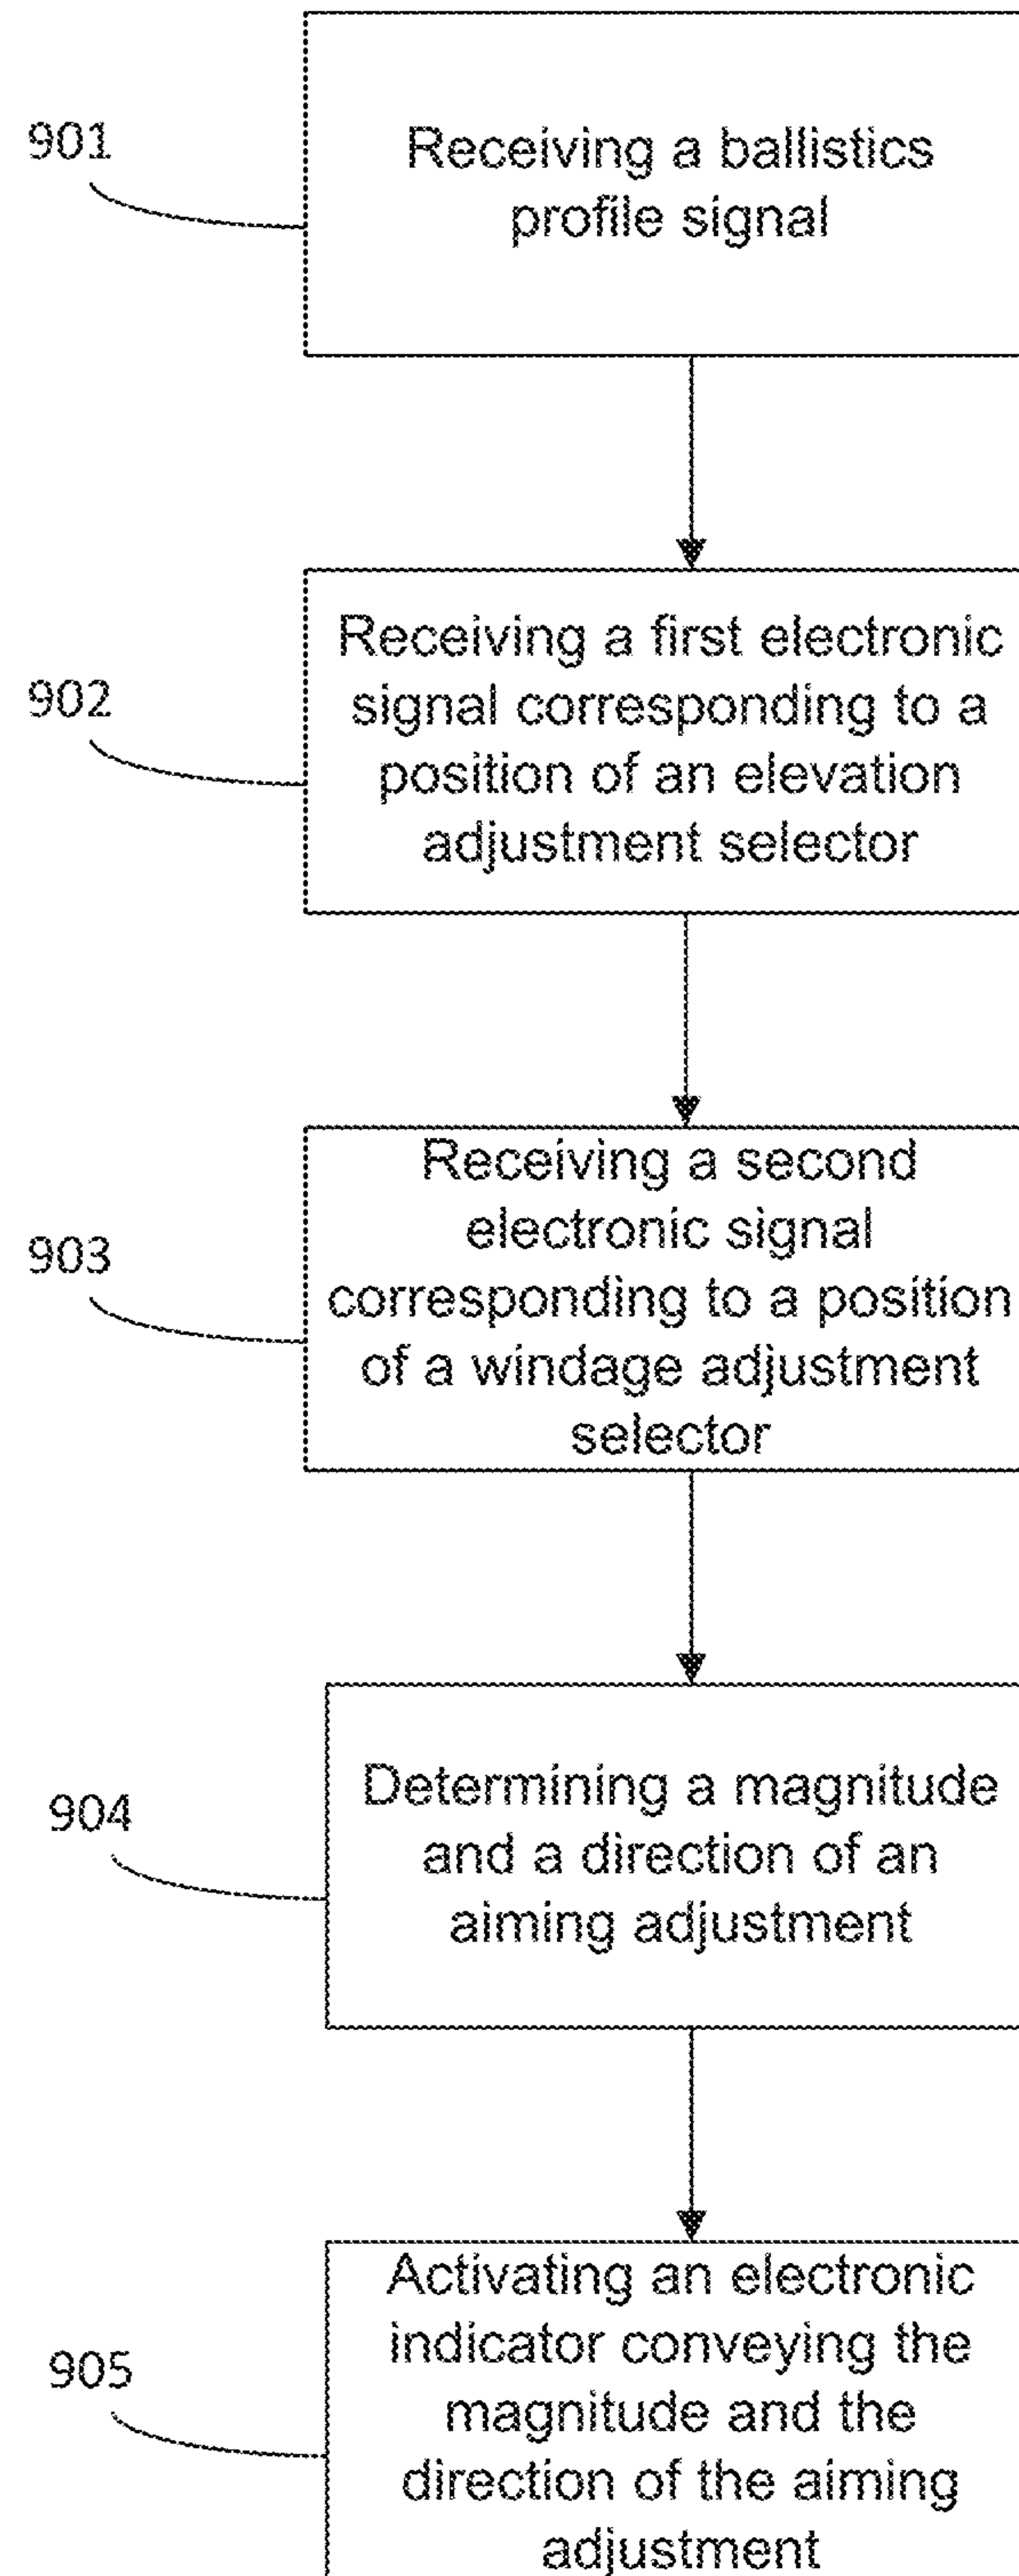 901
Receiving a ballistics
profile signal
902
Receiving a first electronic
signal corresponding to a
position of an elevation
adjustment selector
903
Receiving a second
electronic signal
corresponding to a position
of a windage adjustment
selector
904
Determining a magnitude
and a direction of an
aiming adjustment
905
Activating an electronic
indicator conveying the
magnitude and the
direction of the aiming
adjustment